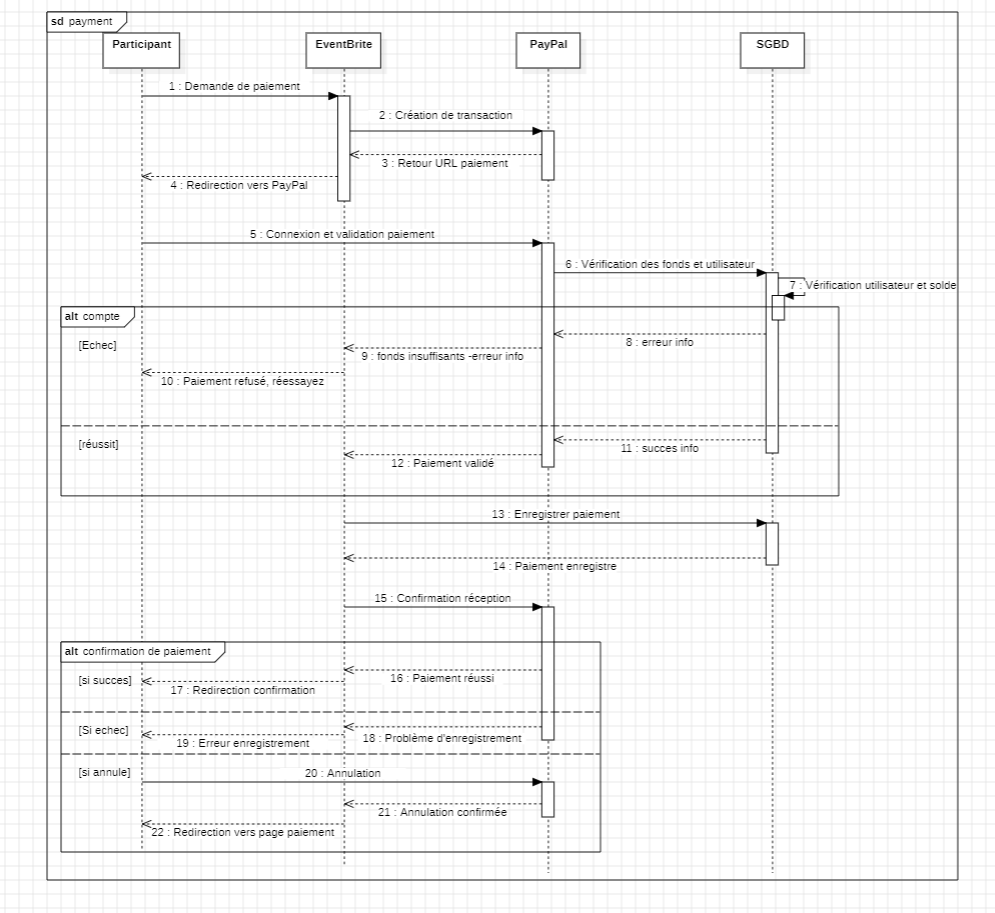 sd payment
Participant
EventBrite
PayPal
SGBD
1 : Demande de paiement
2 : Création de transaction
3 : Retour URL paiement
4 : Redirection vers PayPal
5 : Connexion et validation paiement
6 : Vérification des fonds et utilisateur
7 : Vérification utilisateur et solde
alt compte
[Echec]
8 : erreur info
9 : fonds insuffisants -erreur info
10 : Paiement refusé, réessayez
[réussit]
11 : succes info
12 : Paiement validé
13 : Enregistrer paiement
14 : Paiement enregistre
15 : Confirmation réception
alt confirmation de paiement
[si succes]
16 : Paiement réussi
17 : Redirection confirmation
[Si echec]
18 : Problème d'enregistrement
19 : Erreur enregistrement
[si annule]
20 : Annulation
21 : Annulation confirmée
22 : Redirection vers page paiement